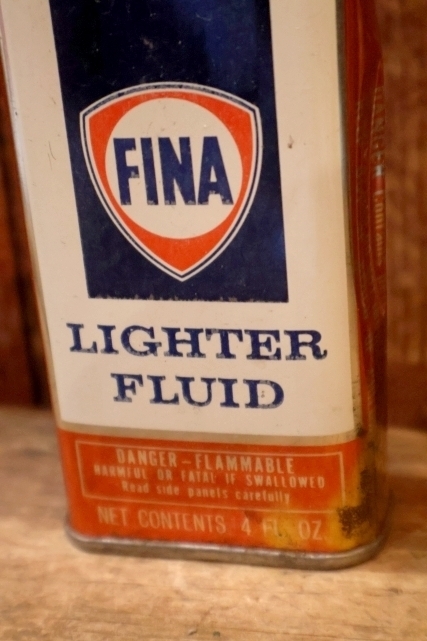 FINA
LIGHTER
FLUID
DANGER-FLAMMABLE
HARMFUL OR FATAL IF SWALLOWED
Read side panels carefully
NET CONTENTS 4 FL. OZ.
DANGER